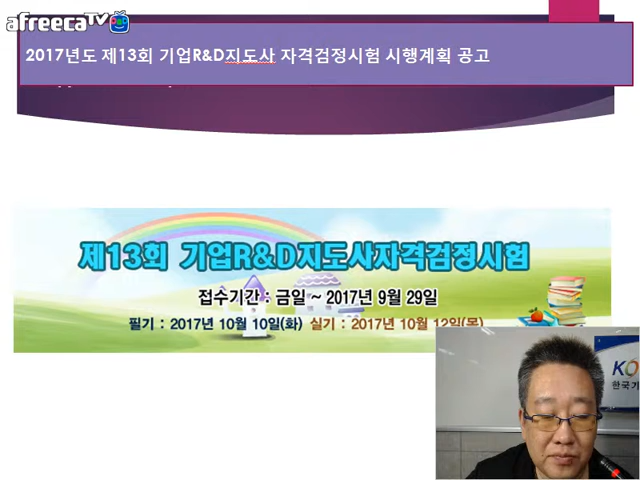 afreecaTV
2017년도 제13회 기업R&D지도사 자격검정시험 시행계획 공고
제13회 기업R&D지도사자격검정시험
접수기간 : 금일 ~ 2017년 9월 29일
필기 : 2017년 10월 10일(화) 실기 : 2017년 10월 12일(목)
KO
한국기